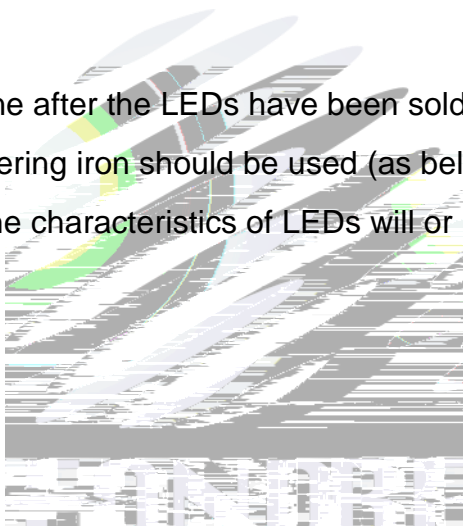 ne after the LEDs have been sold
ering iron should be used (as bel
ne characteristics of LEDs will or